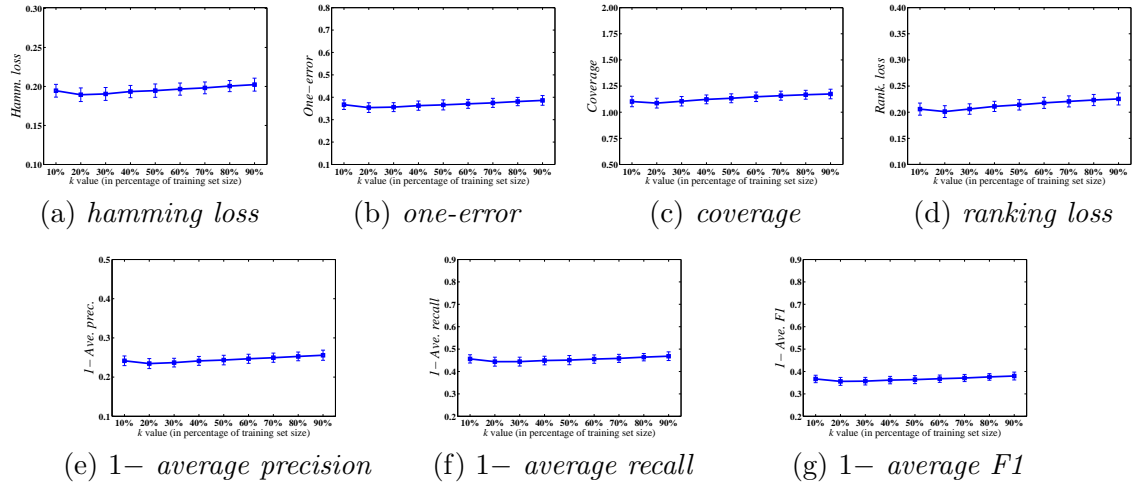 0.30
0.25
0.20
0.15
0.10
Hamm. loss
10% 20% 30% 40% 50% 60% 70% 80% 90%
k value (in percentage of training set size)
(a) hamming loss
0.8
0.7
0.6
0.5
0.4
0.3
0.2
0.1
One−error
10% 20% 30% 40% 50% 60% 70% 80% 90%
k value (in percentage of training set size)
(b) one-error
2.00
1.75
1.50
1.25
1.00
0.75
0.50
Coverage
10% 20% 30% 40% 50% 60% 70% 80% 90%
k value (in percentage of training set size)
(c) coverage
0.40
0.35
0.30
0.25
0.20
0.15
0.10
Rank. loss
10% 20% 30% 40% 50% 60% 70% 80% 90%
k value (in percentage of training set size)
(d) ranking loss
0.5
0.4
0.3
0.2
0.1
1− Ave. prec.
10% 20% 30% 40% 50% 60% 70% 80% 90%
k value (in percentage of training set size)
(e) 1− average precision
0.9
0.8
0.7
0.6
0.5
0.4
0.3
0.2
1− Ave. recall
10% 20% 30% 40% 50% 60% 70% 80% 90%
k value (in percentage of training set size)
(f) 1− average recall
0.9
0.8
0.7
0.6
0.5
0.4
0.3
0.2
1− Ave. F1
10% 20% 30% 40% 50% 60% 70% 80% 90%
k value (in percentage of training set size)
(g) 1− average F1